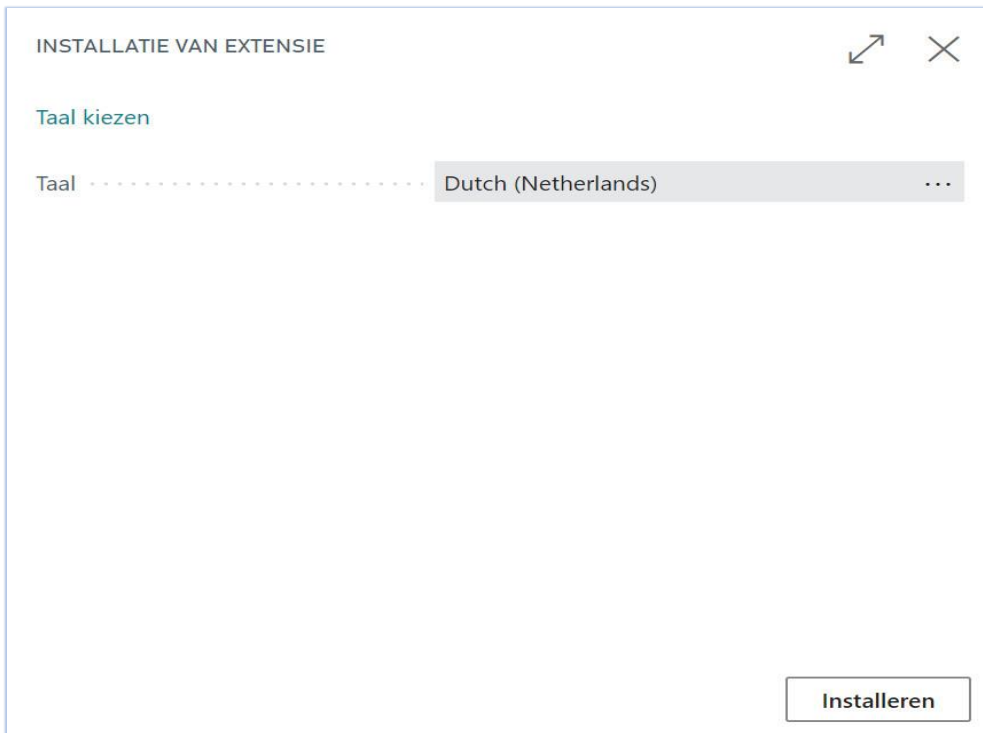 INSTALLATIE VAN EXTENSIE
Taal kiezen
Taal Dutch (Netherlands) ...
Installeren